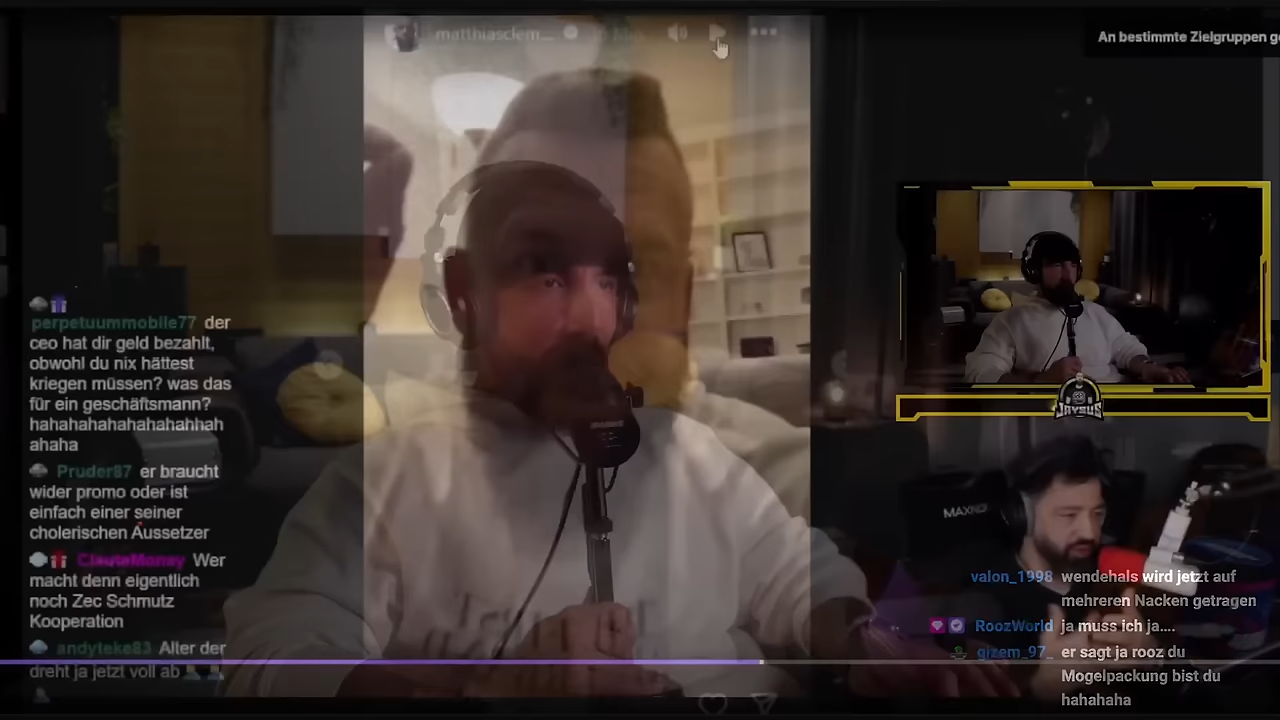 matthiasclem...
An bestimmte Zielgruppen ge
perpetuummobile77 der
ceo hat dir geld bezahlt,
obwohl du nix hättest
kriegen müssen? was das
für ein geschäftsmann?
hahahahahahahahhah
ahaha
Pruder87 er braucht
wider promo oder ist
einfach einer seiner
cholerischen Aussetzer
ClauteMoney Wer
macht denn eigentlich
noch Zec Schmutz
Kooperation
andyteke83 Alter der
dreht ja jetzt voll ab
JAYSUS
MAXNO
valon_1998 wendehals wird jetzt auf
mehreren Nacken getragen
RoozWorld ja muss ich ja....
gizem_97_ er sagt ja rooz du
Mogelpackung bist du
hahahaha